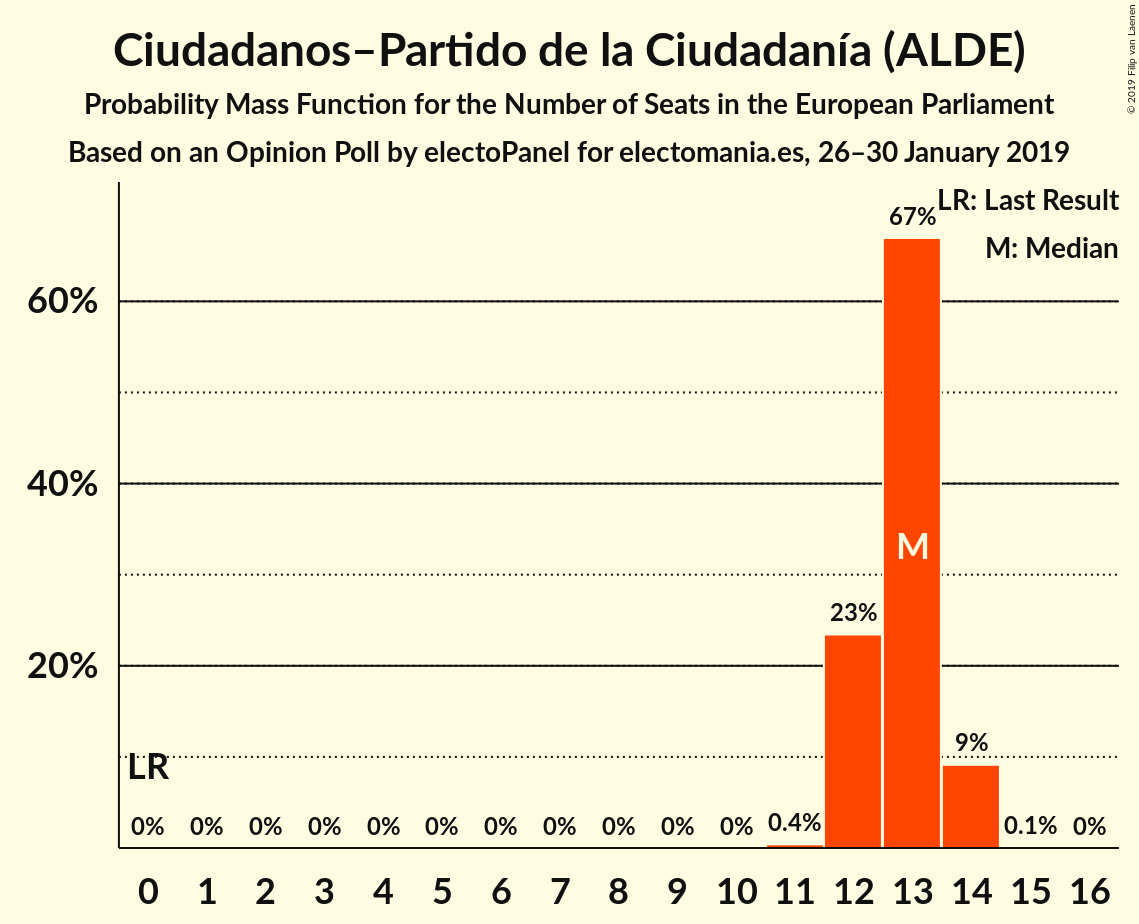 Ciudadanos–Partido de la Ciudadanía (ALDE)
Probability Mass Function for the Number of Seats in the European Parliament
Based on an Opinion Poll by electoPanel for electomania.es, 26–30 January 2019
© 2019 Filip van Laenen
LR: Last Result
M: Median
67%
60%
40%
M
23%
20%
9%
LR
0% 0% 0% 0% 0% 0% 0% 0% 0% 0% 0% 0.4% 0.1% 0%
0 1 2 3 4 5 6 7 8 9 10 11 12 13 14 15 16